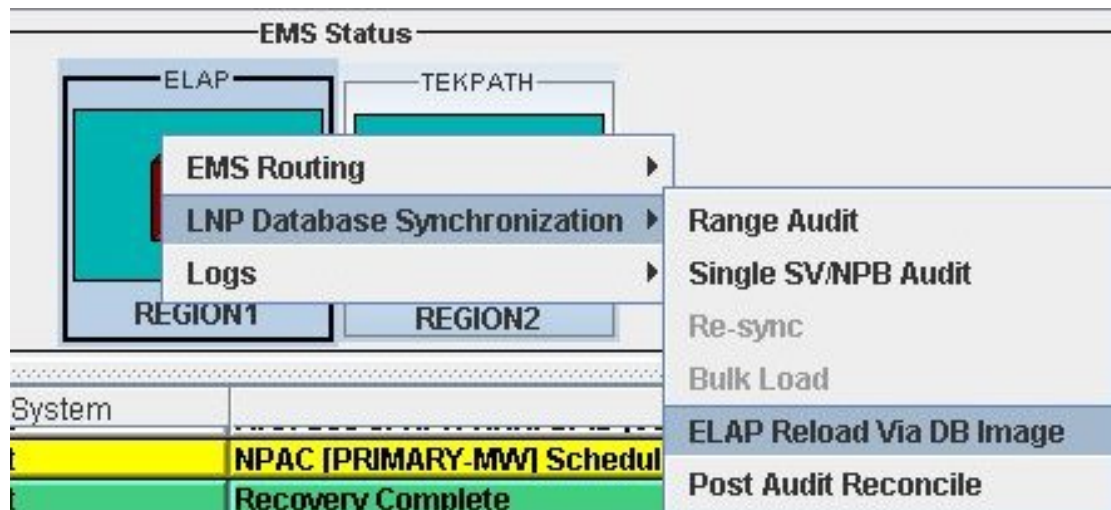 EMS Status
ELAP
TEKPATH
EMS Routing
LNP Database Synchronization
Logs
Range Audit
Single SV/NPB Audit
Re-sync
Bulk Load
ELAP Reload Via DB Image
Post Audit Reconcile
REGION1
REGION2
System
t NPAC [PRIMARY-MW] Schedul
t Recovery Complete